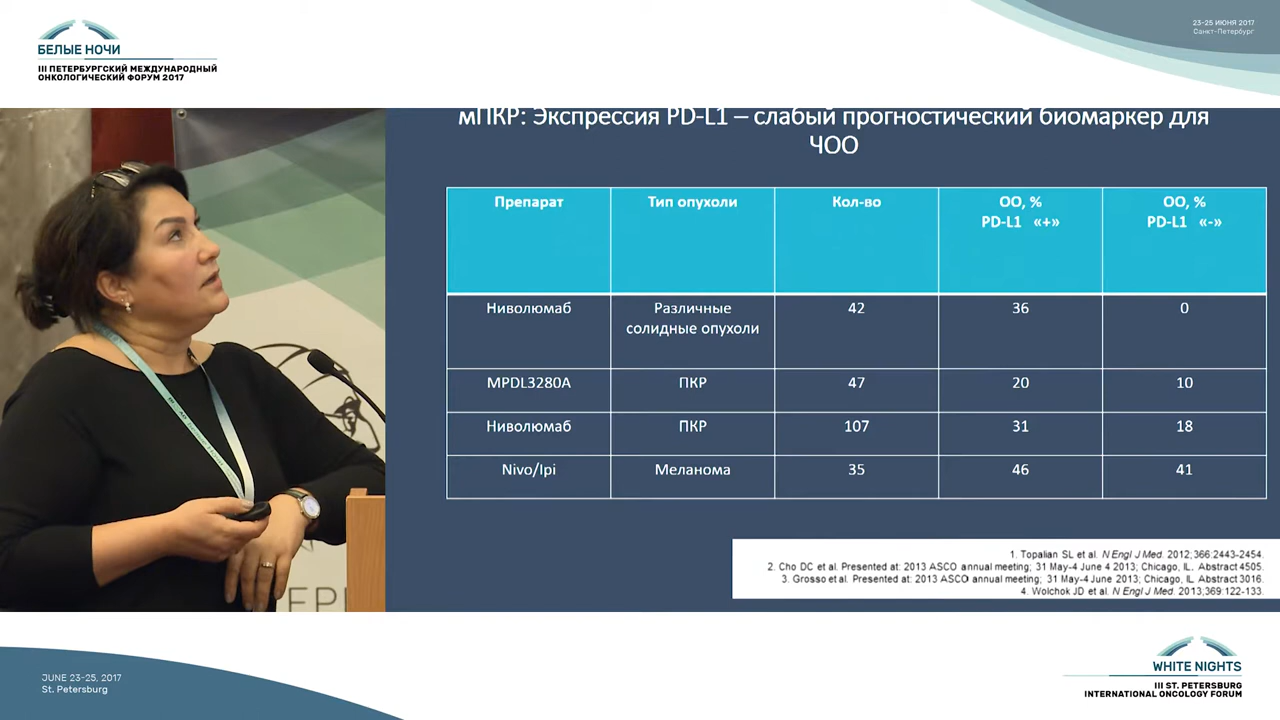 БЕЛЫЕ НОЧИ
III ПЕТЕРБУРГСКИЙ МЕЖДУНАРОДНЫЙ
ОНКОЛОГИЧЕСКИЙ ФОРУМ 2017
23-25 ИЮНЯ 2017
Санкт-Петербург
мПКР: Экспрессия PD-L1 – слабый прогностический биомаркер для
ЧОО
Препарат Тип опухоли Кол-во ОО, % PD-L1 «+» ОО, % PD-L1 «-»
Ниволюмаб Различные солидные опухоли 42 36 0
MPDL3280A ПКР 47 20 10
Ниволюмаб ПКР 107 31 18
Nivo/Ipi Меланома 35 46 41
1. Topalian SL et al. N Engl J Med. 2012;366:2443-2454.
2. Cho DC et al. Presented at: 2013 ASCO annual meeting; 31 May-4 June 4 2013; Chicago, IL. Abstract 4505.
3. Grosso et al. Presented at: 2013 ASCO annual meeting; 31 May-4 June 2013; Chicago, IL. Abstract 3016.
4. Wolchok JD et al. N Engl J Med. 2013;369:122-133.
JUNE 23-25, 2017
St. Petersburg
WHITE NIGHTS
III ST. PETERSBURG
INTERNATIONAL ONCOLOGY FORUM